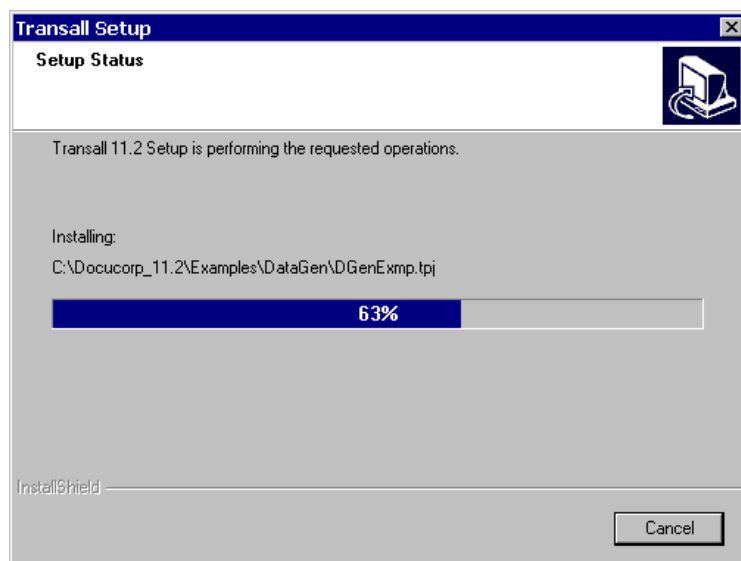 Transall Setup
Setup Status
Transall 11.2 Setup is performing the requested operations.
Installing:
C:\Docucorp_11.2\Examples\DataGen\DGenExmp.tpj
63%
InstallShield
Cancel